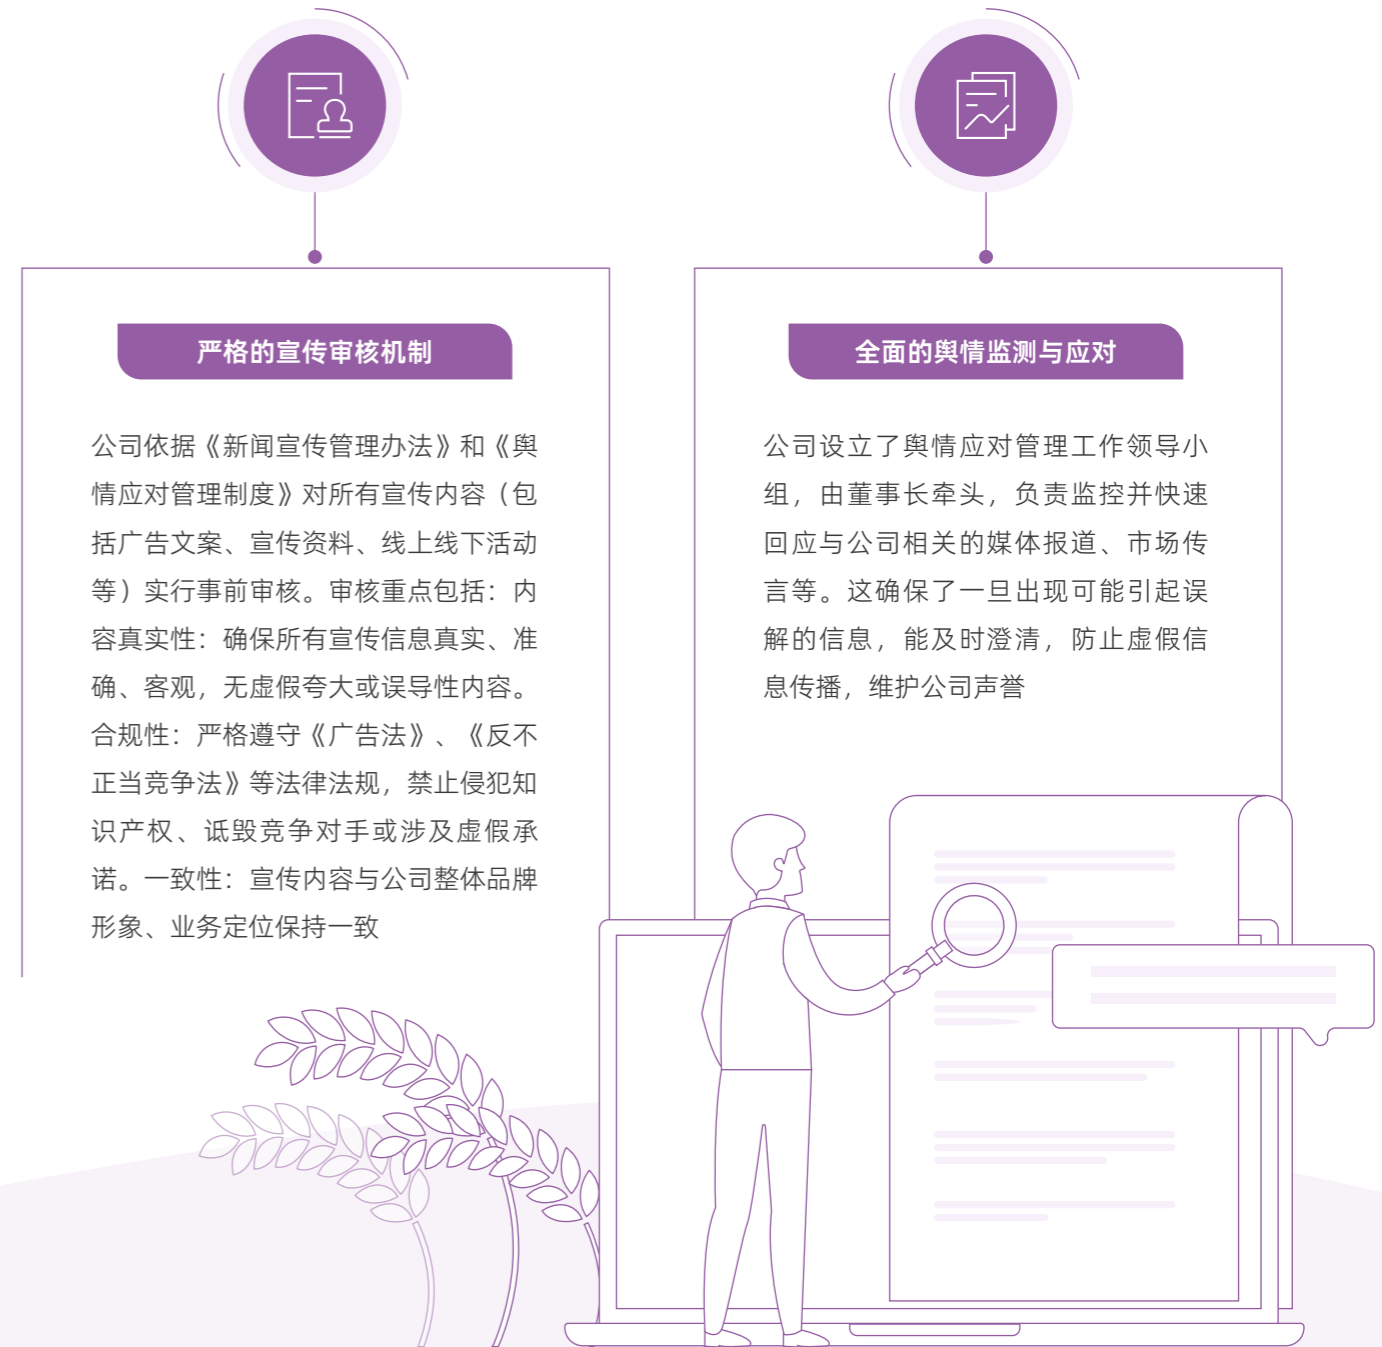 严格的宣传审核机制
公司依据《新闻宣传管理办法》和《舆
情应对管理制度》对所有宣传内容（包
括广告文案、宣传资料、线上线下活动
等）实行事前审核。审核重点包括：内
容真实性：确保所有宣传信息真实、准
确、客观，无虚假夸大或误导性内容。
合规性：严格遵守《广告法》、《反不
正当竞争法》等法律法规，禁止侵犯知
识产权、诋毁竞争对手或涉及虚假承
诺。一致性：宣传内容与公司整体品牌
形象、业务定位保持一致
全面的舆情监测与应对
公司设立了舆情应对管理工作领导小
组，由董事长牵头，负责监控并快速
回应与公司相关的媒体报道、市场传
言等。这确保了一旦出现可能引起误
解的信息，能及时澄清，防止虚假信
息传播，维护公司声誉